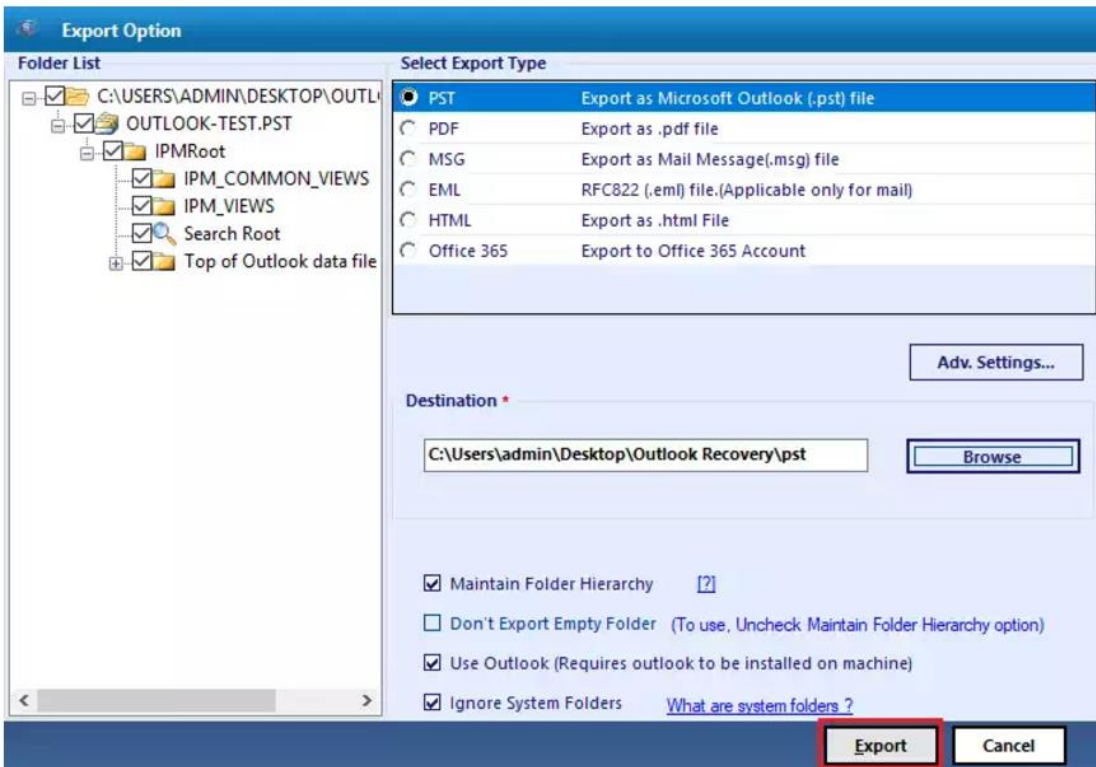 Export Option
Folder List
C:\USERS\ADMIN\DESKTOP\OUTL
OUTLOOK-TEST.PST
IPMRoot
IPM_COMMON_VIEWS
IPM_VIEWS
Search Root
Top of Outlook data file
Select Export Type
PST Export as Microsoft Outlook (.pst) file
PDF Export as .pdf file
MSG Export as Mail Message(.msg) file
EML RFC822 (.eml) file.(Applicable only for mail)
HTML Export as .html File
Office 365 Export to Office 365 Account
Adv. Settings...
Destination *
C:\Users\admin\Desktop\Outlook Recovery\pst
Browse
Maintain Folder Hierarchy [?]
Don't Export Empty Folder (To use, Uncheck Maintain Folder Hierarchy option)
Use Outlook (Requires outlook to be installed on machine)
Ignore System Folders What are system folders ?
Export Cancel